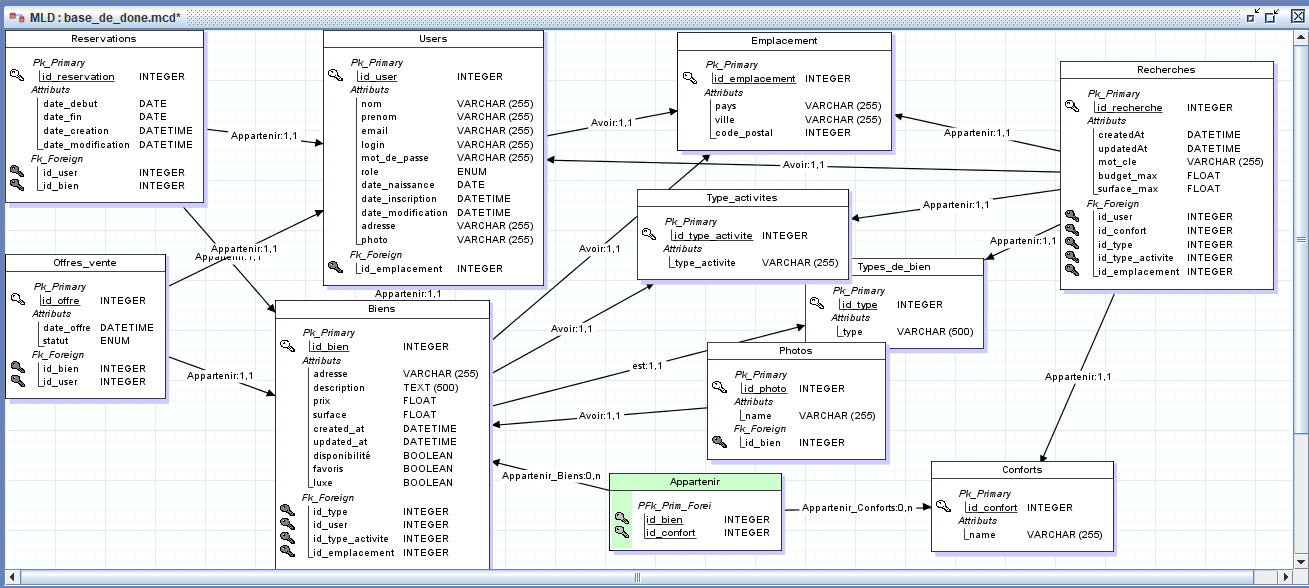 MLD : base_de_done.mcd*
Reservations
Pk_Primary
id_reservation INTEGER
Attributs
date_debut DATE
date_fin DATE
date_creation DATETIME
date_modification DATETIME
Fk_Foreign
id_user INTEGER
id_bien INTEGER
Appartenir:1,1
Users
Pk_Primary
id_user INTEGER
Attributs
nom VARCHAR (255)
prenom VARCHAR (255)
email VARCHAR (255)
login VARCHAR (255)
mot_de_passe VARCHAR (255)
role ENUM
date_naissance DATE
date_inscription DATETIME
date_modification DATETIME
adresse VARCHAR (255)
photo VARCHAR (255)
Fk_Foreign
id_emplacement INTEGER
Avoir:1,1
Emplacement
Pk_Primary
id_emplacement INTEGER
Attributs
pays VARCHAR (255)
ville VARCHAR (255)
code_postal INTEGER
Appartenir:1,1
Avoir:1,1
Recherches
Pk_Primary
id_recherche INTEGER
Attributs
createdAt DATETIME
updatedAt DATETIME
mot_cle VARCHAR (255)
budget_max FLOAT
surface_max FLOAT
Fk_Foreign
id_user INTEGER
id_confort INTEGER
id_type INTEGER
id_type_activite INTEGER
id_emplacement INTEGER
Appartenir:1,1
Appartenir:1,1
Type_activites
Pk_Primary
id_type_activite INTEGER
Attributs
type_activite VARCHAR (255)
Appartenir:1,1
Appartenir:1,1
Avoir:1,1
Offres_vente
Pk_Primary
id_offre INTEGER
Attributs
date_offre DATETIME
statut ENUM
Fk_Foreign
id_bien INTEGER
id_user INTEGER
Appartenir:1,1
Types_de_bien
Pk_Primary
id_type INTEGER
Attributs
type VARCHAR (500)
Appartenir:1,1
Biens
Pk_Primary
id_bien INTEGER
Attributs
adresse VARCHAR (255)
description TEXT (500)
prix FLOAT
surface FLOAT
created_at DATETIME
updated_at DATETIME
disponibilité BOOLEAN
favoris BOOLEAN
luxe BOOLEAN
Fk_Foreign
id_type INTEGER
id_user INTEGER
id_type_activite INTEGER
id_emplacement INTEGER
Avoir:1,1
est:1,1
Avoir:1,1
Photos
Pk_Primary
id_photo INTEGER
Attributs
name VARCHAR (255)
Fk_Foreign
id_bien INTEGER
Appartenir:1,1
Appartenir_Biens:0,n
Appartenir
PFk_Prim_Forei
id_bien INTEGER
id_confort INTEGER
Appartenir_Conforts:0,n
Conforts
Pk_Primary
id_confort INTEGER
Attributs
name VARCHAR (255)